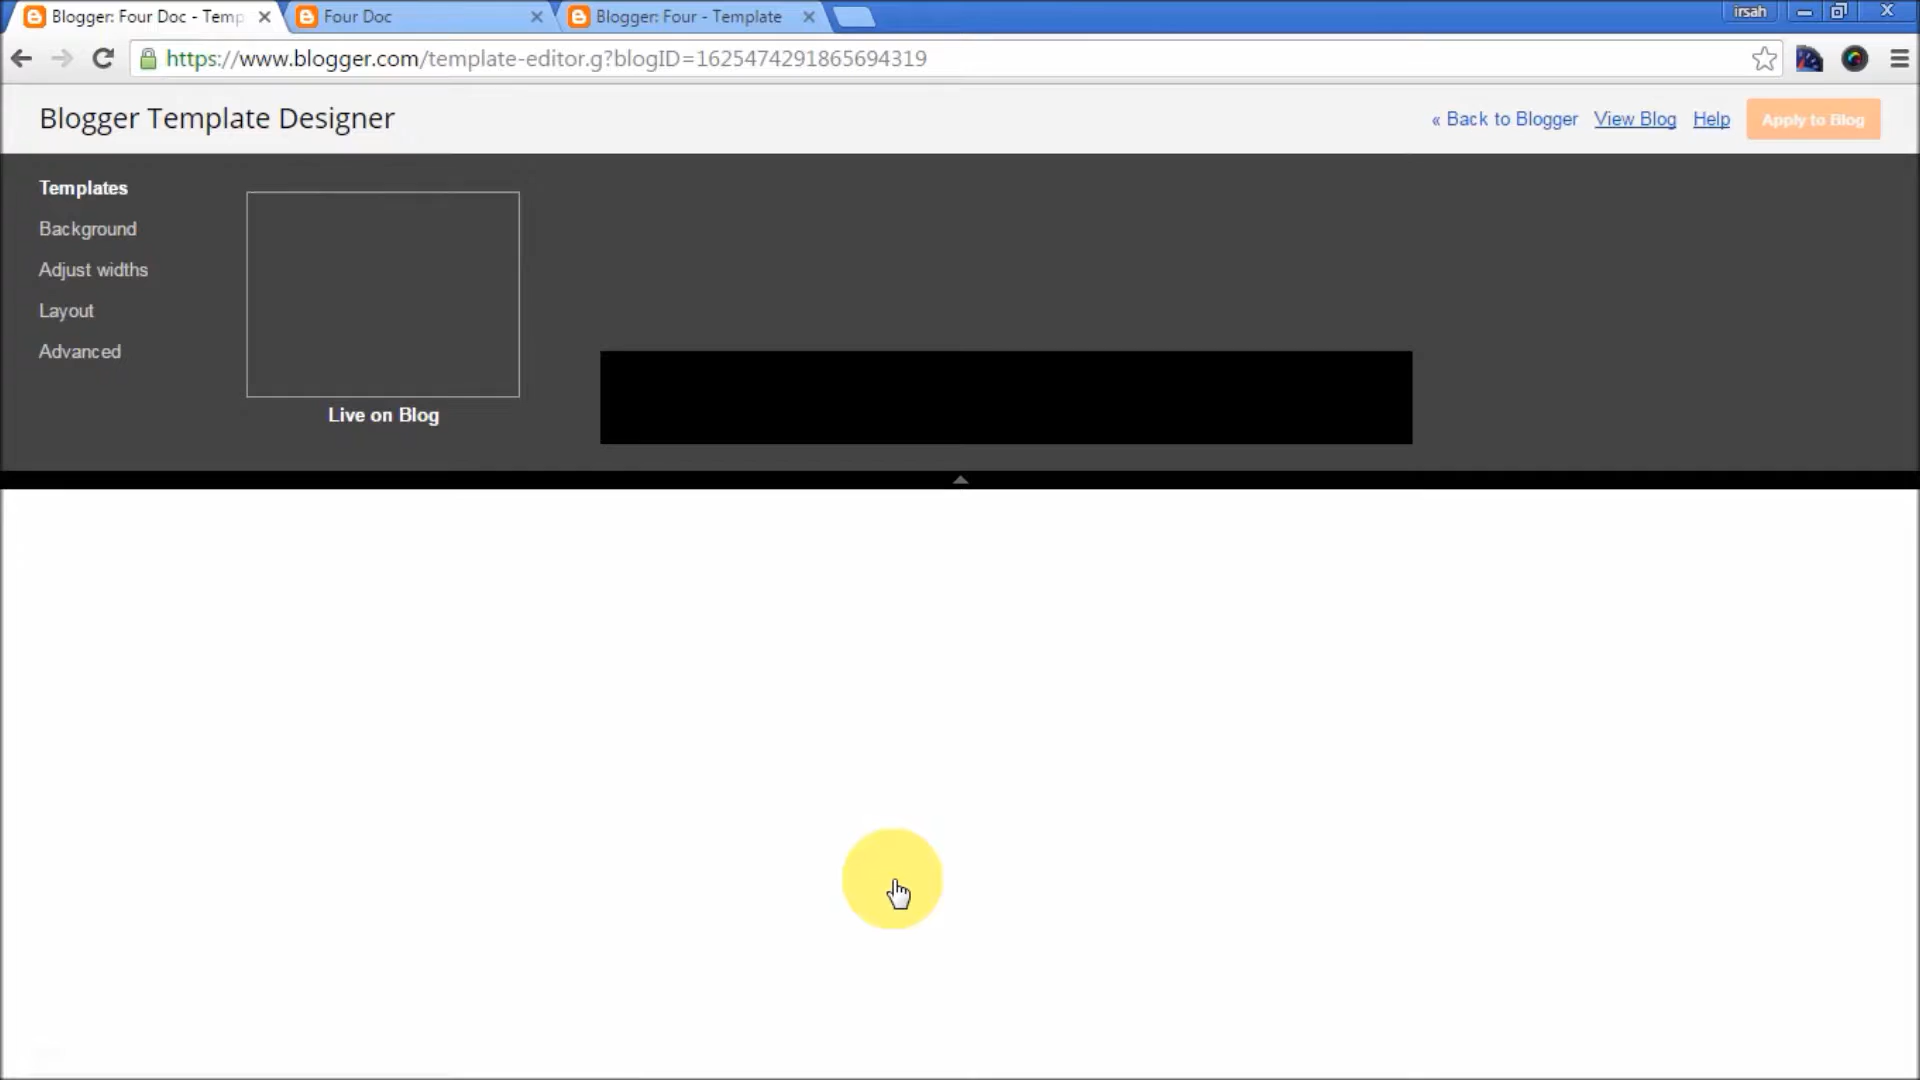 Blogger: Four Doc - Temp
Four Doc
Blogger: Four - Template
irsah
https://www.blogger.com/template-editor.g?blogID=1625474291865694319
Blogger Template Designer
« Back to Blogger
View Blog
Help
Apply to Blog
Templates
Background
Adjust widths
Layout
Advanced
Live on Blog